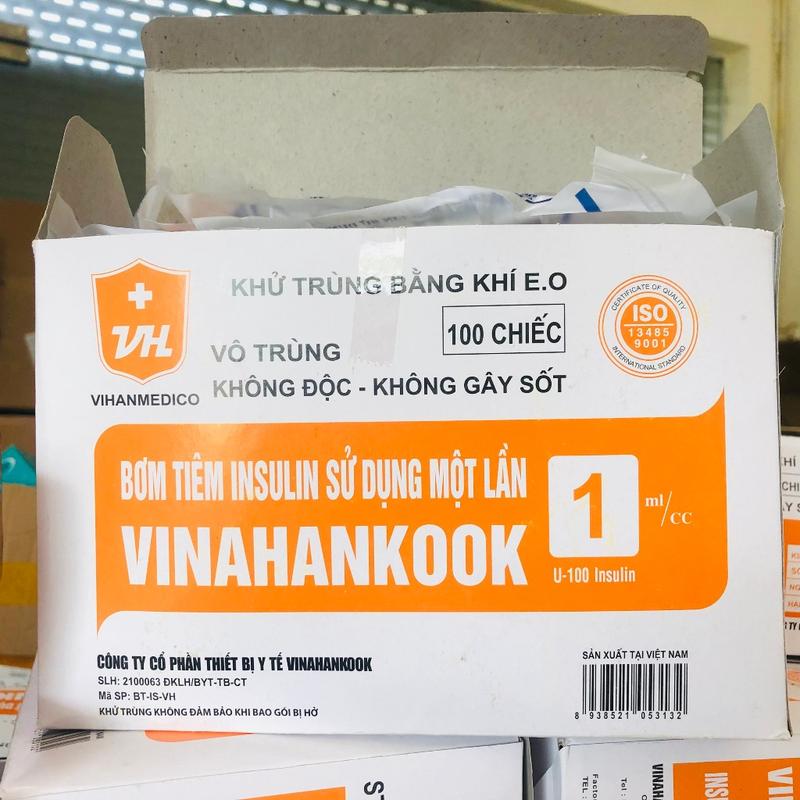 KHỬ TRÙNG BẰNG KHÍ E.O
100 CHIẾC
VÔ TRÙNG
KHÔNG ĐỘC - KHÔNG GÂY SỐT
VH
VIHANMEDICO
CERTIFICATE OF QUALITY
ISO
13485
9001
INTERNATIONAL STANDARD
BƠM TIÊM INSULIN SỬ DỤNG MỘT LẦN
VINAHANKOOK
1 ml/cc
U-100 Insulin
CÔNG TY CỔ PHẦN THIẾT BỊ Y TẾ VINAHANKOOK
SLH: 2100063 ĐKLH/BYT-TB-CT
Mã SP: BT-IS-VH
KHỬ TRÙNG KHÔNG ĐẢM BẢO KHI BAO GÓI BỊ HỞ
SẢN XUẤT TẠI VIỆT NAM
8 938521 053132
VINAHANKOOK